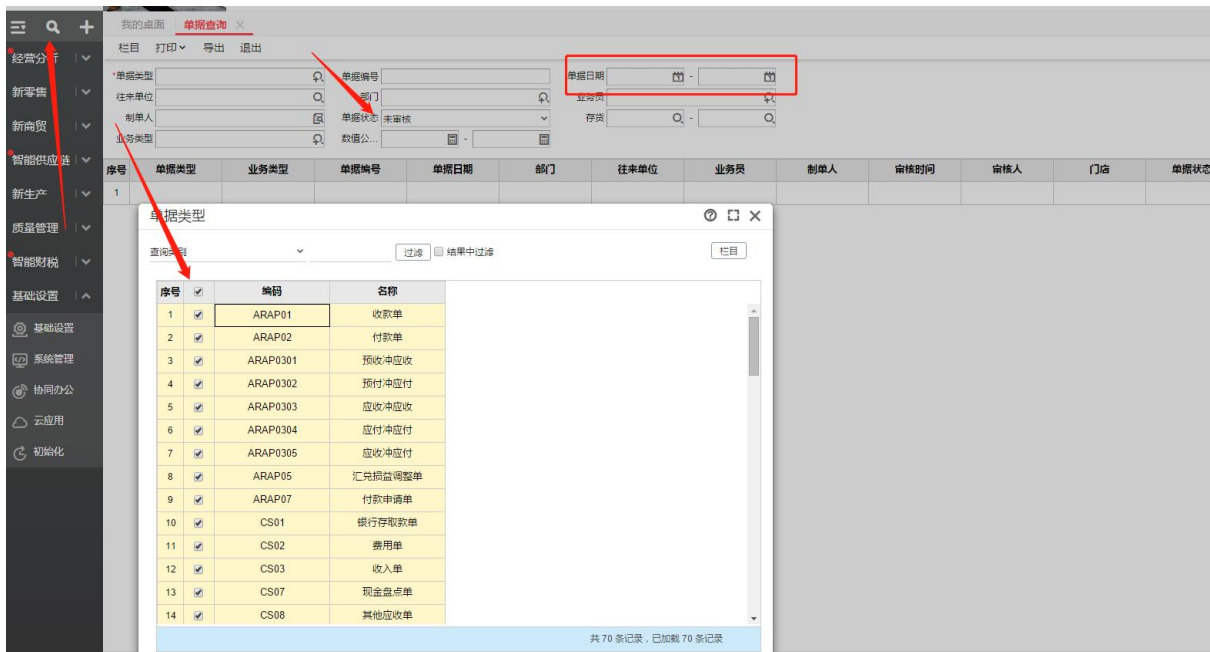 我的桌面 单据查询
栏目 打印 导出 退出
经营分析
新零售
新商贸
智能供应链
新生产
质量管理
智能财税
基础设置
基础设置
系统管理
协同办公
云应用
初始化
*单据类型 单据编号 单据日期 -
往来单位 部门 业务员
制单人 单据状态 未审核 存货 -
业务类型 数值公... -
序号 单据类型 业务类型 单据编号 单据日期 部门 往来单位 业务员 制单人 审核时间 审核人 门店 单据状态
1
单据类型
查询类别 过滤 结果中过滤 栏目
序号 编码 名称
1 ARAP01 收款单
2 ARAP02 付款单
3 ARAP0301 预收冲应收
4 ARAP0302 预付冲应付
5 ARAP0303 应收冲应收
6 ARAP0304 应付冲应付
7 ARAP0305 应收冲应付
8 ARAP05 汇兑损益调整单
9 ARAP07 付款申请单
10 CS01 银行存取款单
11 CS02 费用单
12 CS03 收入单
13 CS07 现金盘点单
14 CS08 其他应收单
共 70 条记录，已加载 70 条记录